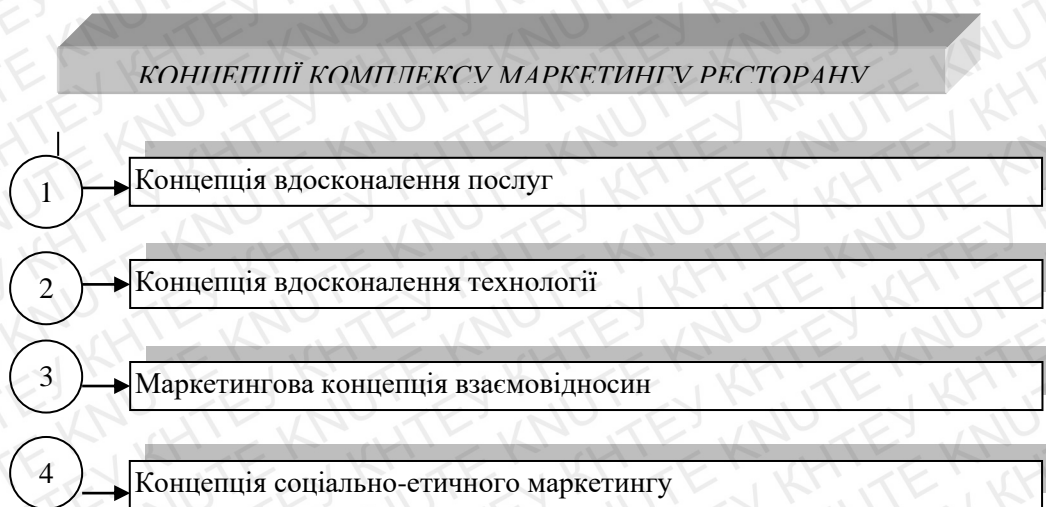 КОНЦЕПЦІЇ КОМПЛЕКСУ МАРКЕТИНГУ РЕСТОРАНУ
1
Концепція вдосконалення послуг
2
Концепція вдосконалення технології
3
Маркетингова концепція взаємовідносин
4
Концепція соціально-етичного маркетингу